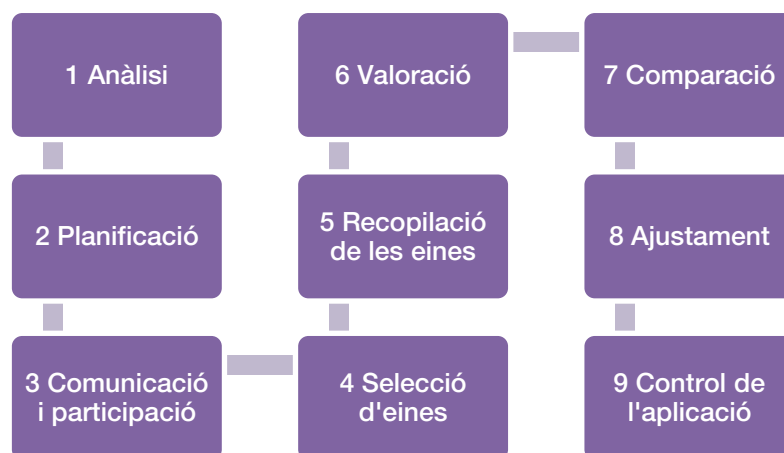 1 Anàlisi
2 Planificació
3 Comunicació
i participació
4 Selecció
d'eines
5 Recopilació
de les eines
6 Valoració
7 Comparació
8 Ajustament
9 Control de
l'aplicació